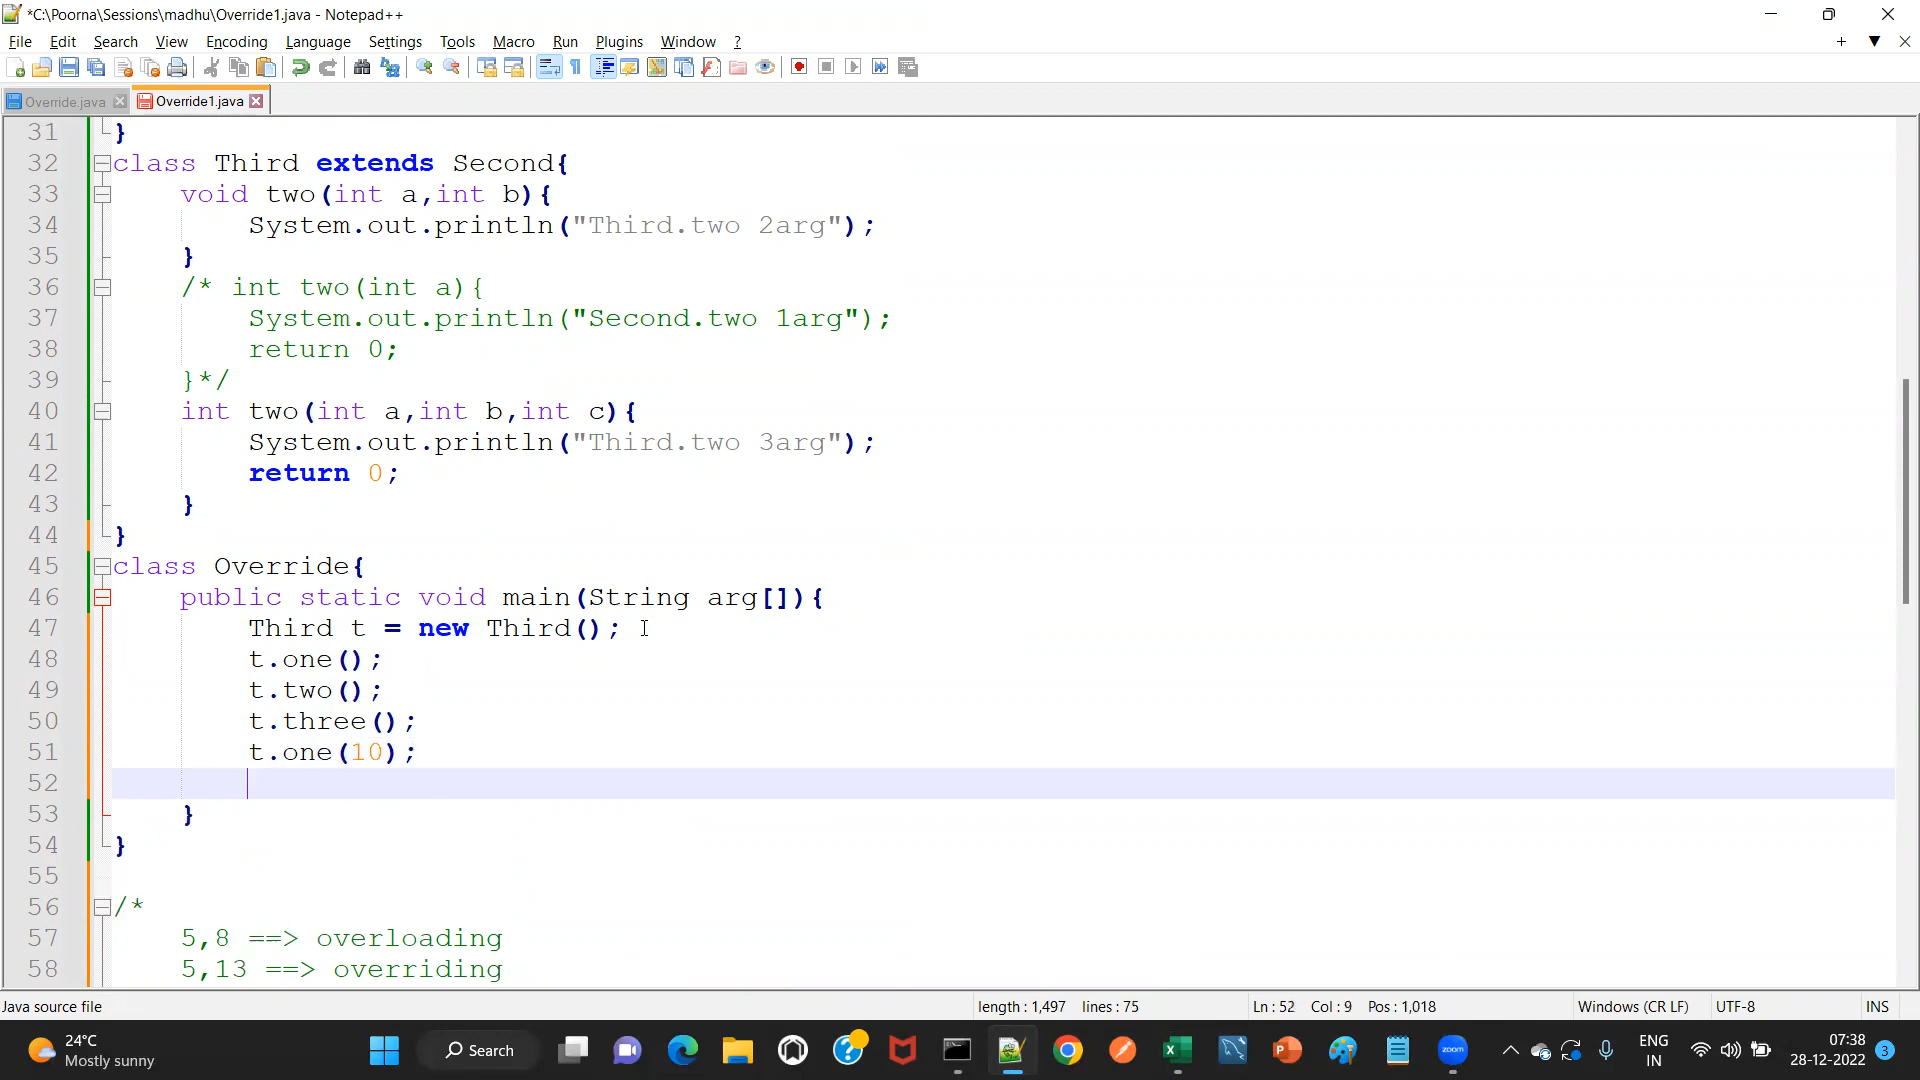 *C:\Poorna\Sessions\madhu\Override1.java - Notepad++
File Edit Search View Encoding Language Settings Tools Macro Run Plugins Window ?
Override.java Override1.java
31 }
32 class Third extends Second{
33 void two(int a,int b){
34 System.out.println("Third.two 2arg");
35 }
36 /* int two(int a){
37 System.out.println("Second.two 1arg");
38 return 0;
39 }*/
40 int two(int a,int b,int c){
41 System.out.println("Third.two 3arg");
42 return 0;
43 }
44 }
45 class Override{
46 public static void main(String arg[]){
47 Third t = new Third();
48 t.one();
49 t.two();
50 t.three();
51 t.one(10);
52
53 }
54 }
55
56 /*
57 5,8 ==> overloading
58 5,13 ==> overriding
Java source file length : 1,497 lines : 75 Ln : 52 Col : 9 Pos : 1,018 Windows (CR LF) UTF-8 INS
24°C
Mostly sunny
Search
zoom
ENG
IN
07:38
28-12-2022
3